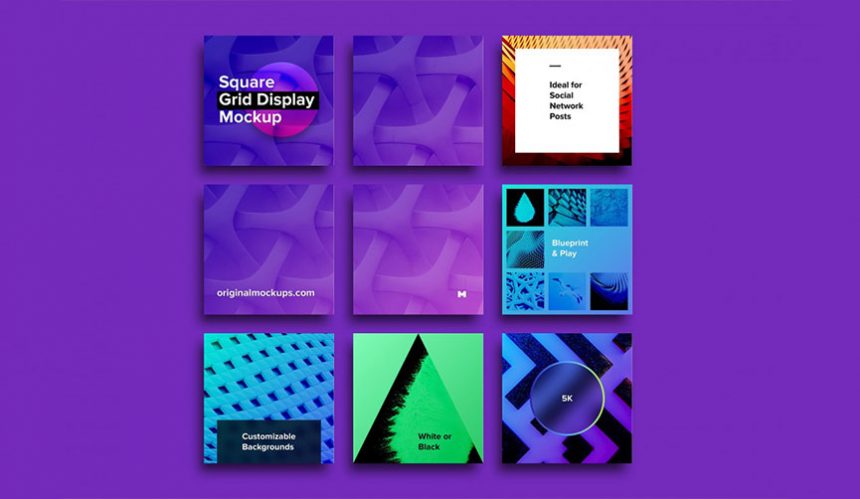 Square
Grid Display
Mockup
Ideal for
Social
Network
Posts
originalmockups.com
Blueprint
& Play
Customizable
Backgrounds
White or
Black
5K